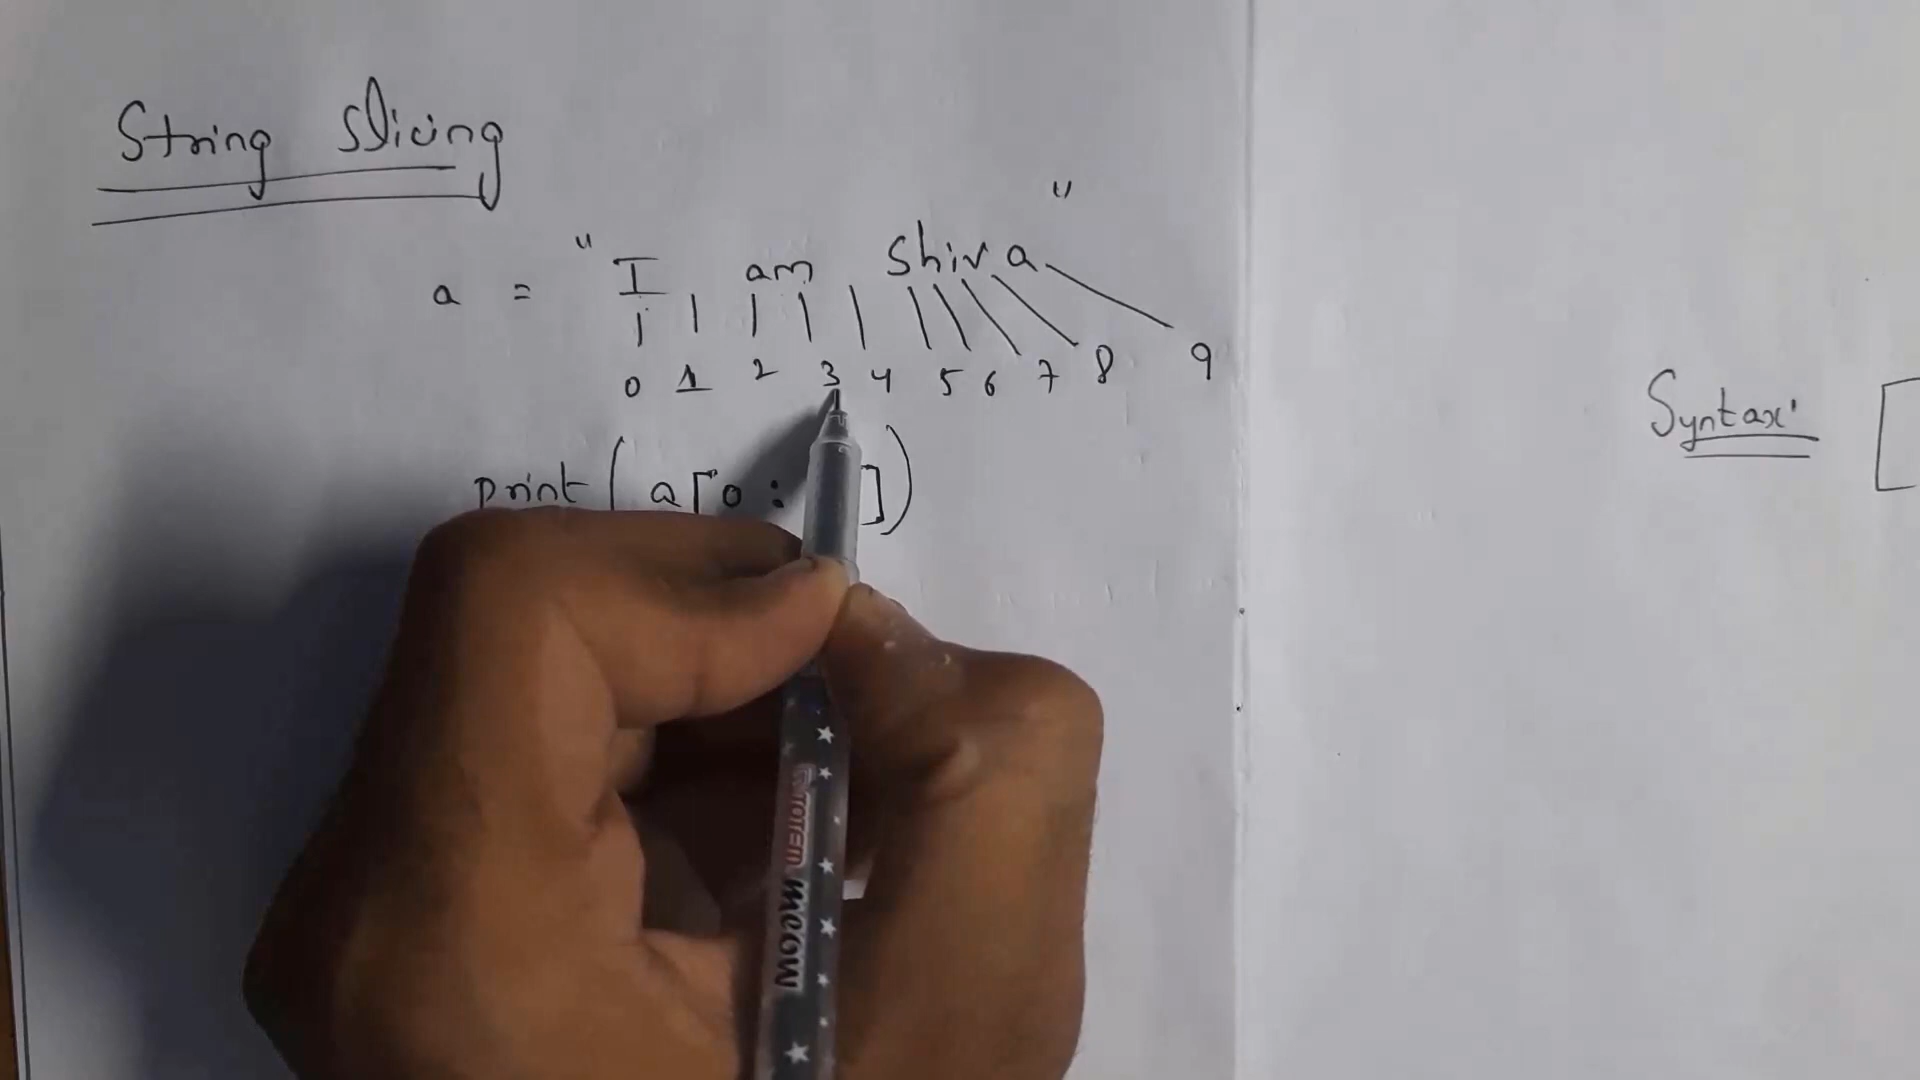 String Slicing
a = "I am Shiva"
0 1 2 3 4 5 6 7 8 9
print(a[0: ])
Syntax:
TOTEM meow